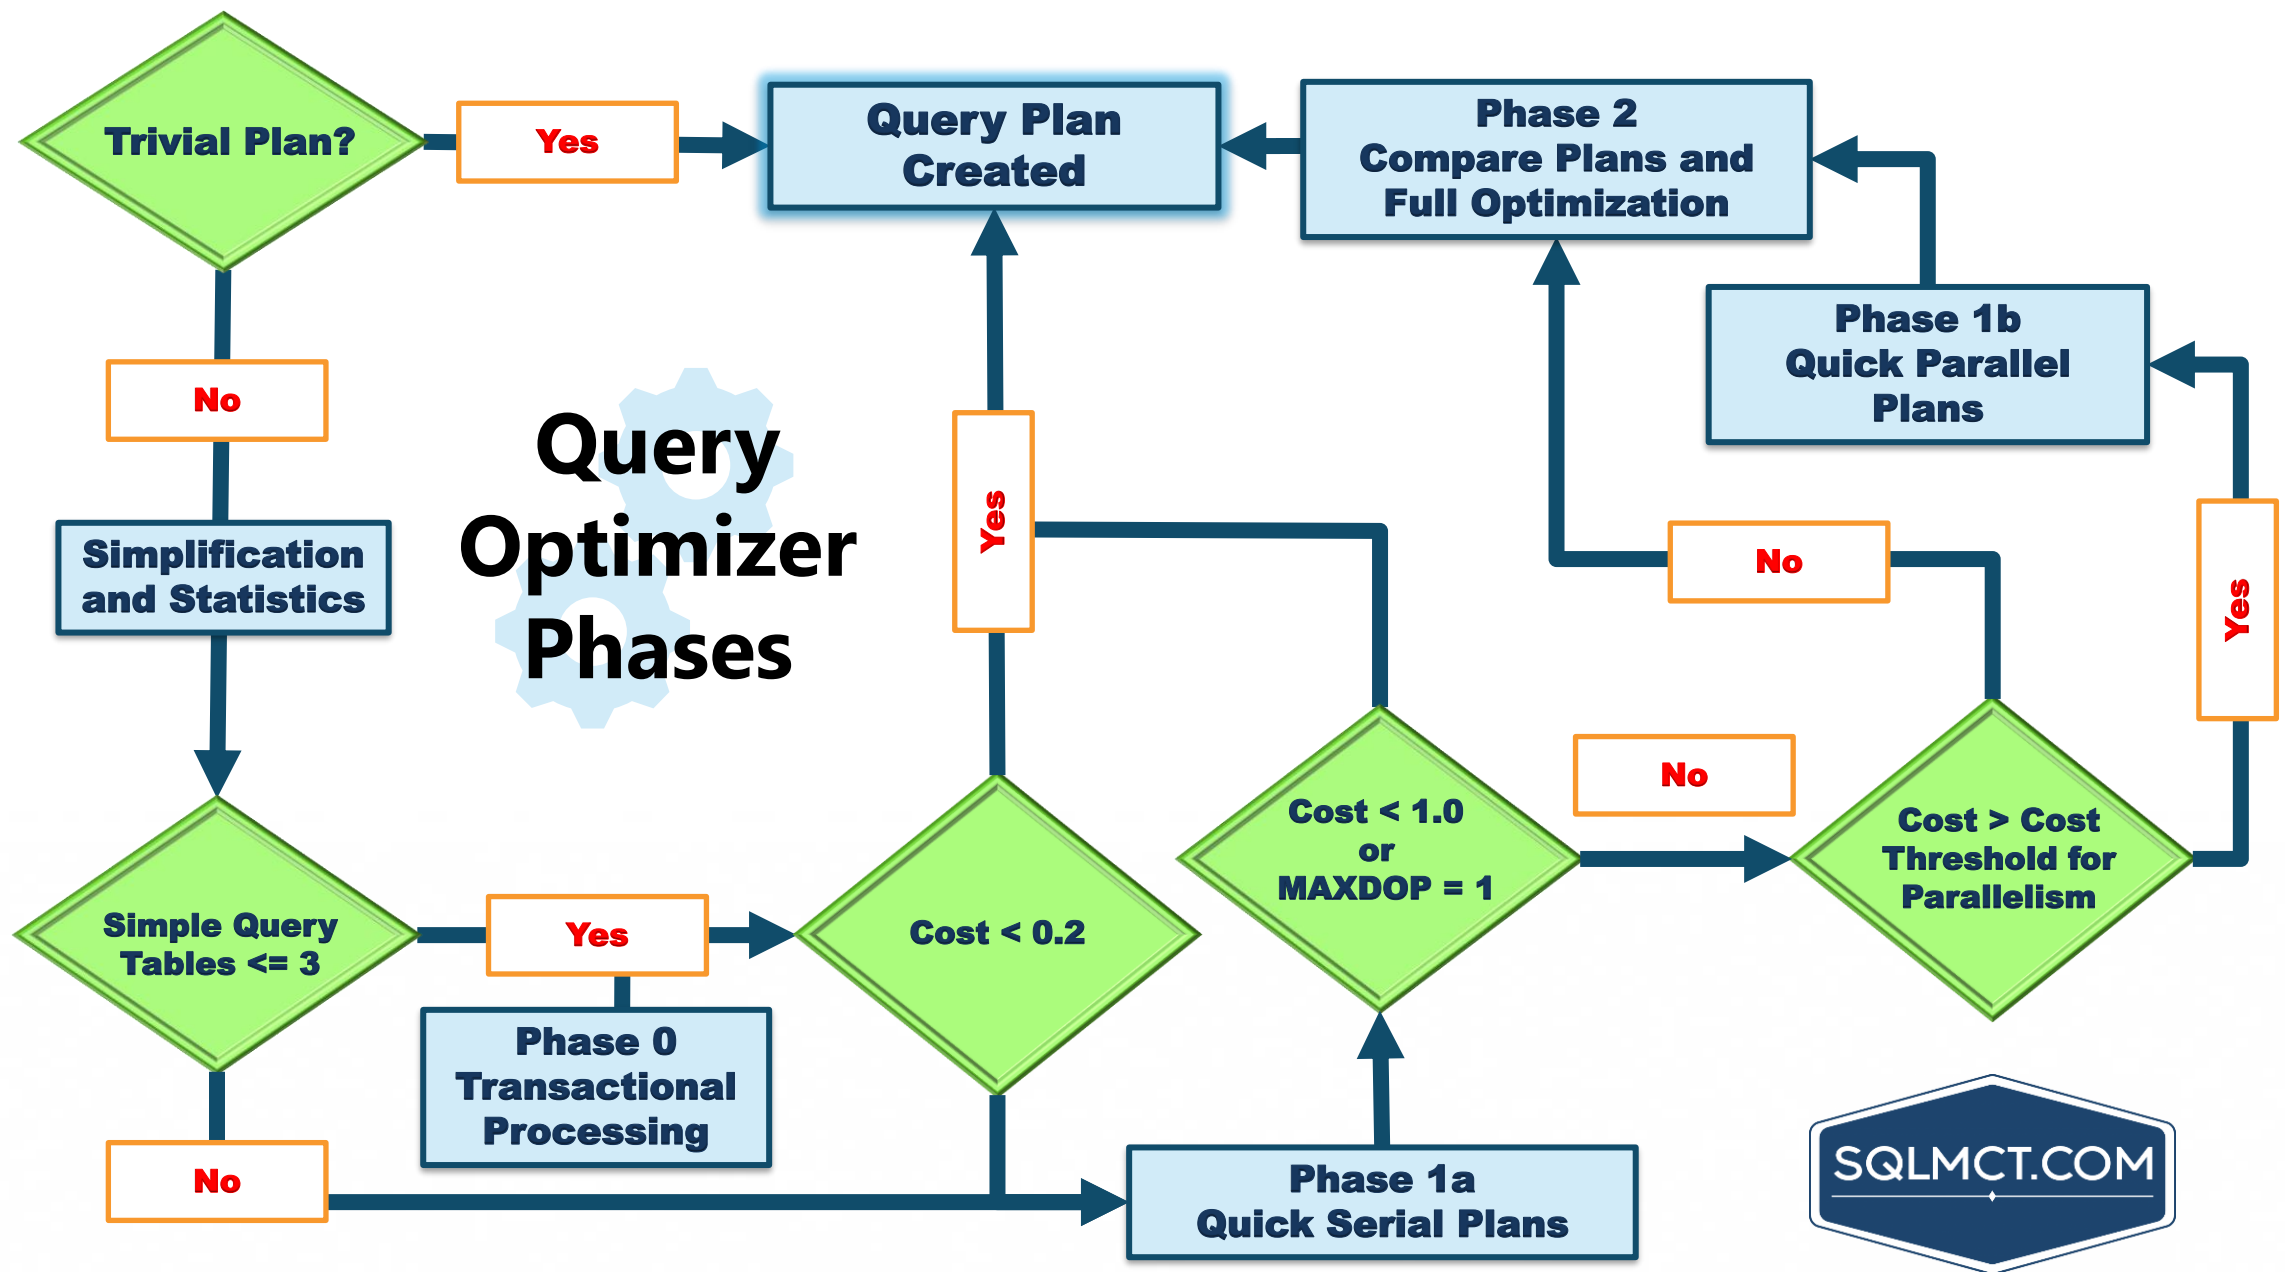 Trivial Plan?
Yes
Query Plan
Created
Phase 2
Compare Plans and
Full Optimization
Phase 1b
Quick Parallel
Plans
No
Query
Optimizer
Phases
Yes
No
Yes
Simplification
and Statistics
No
Cost < 1.0
or
MAXDOP = 1
Cost > Cost
Threshold for
Parallelism
Simple Query
Tables <= 3
Yes
Cost < 0.2
Phase 0
Transactional
Processing
No
Phase 1a
Quick Serial Plans
SQLMCT.COM